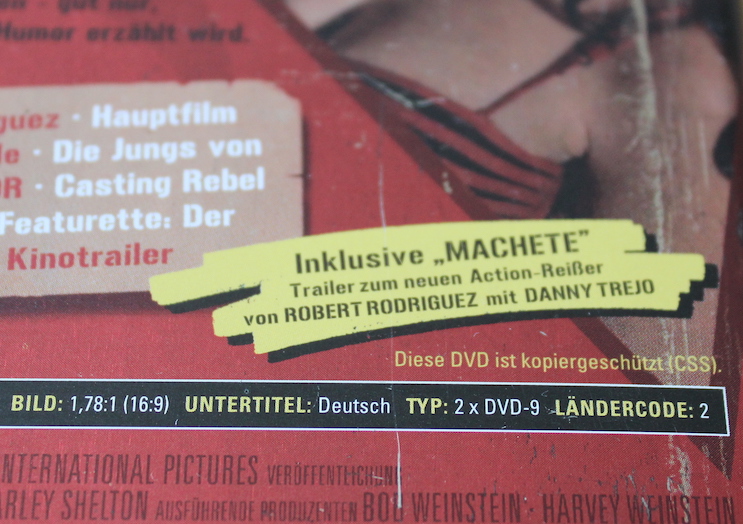 gut nur,
Humor erzählt wird.
guez · Hauptfilm
le · Die Jungs von
OR · Casting Rebel
Featurette: Der
Kinotrailer
Inklusive „MACHETE”
Trailer zum neuen Action-Reißer
von ROBERT RODRIGUEZ mit DANNY TREJO
Diese DVD ist kopiergeschützt (CSS).
BILD: 1,78:1 (16:9) UNTERTITEL: Deutsch TYP: 2 x DVD-9 LÄNDERCODE: 2
INTERNATIONAL PICTURES VERÖFFENTLICHUNG
ARLEY SHELTON AUSFÜHRENDE PRODUZENTEN BOB WEINSTEIN · HARVEY WEINSTEIN